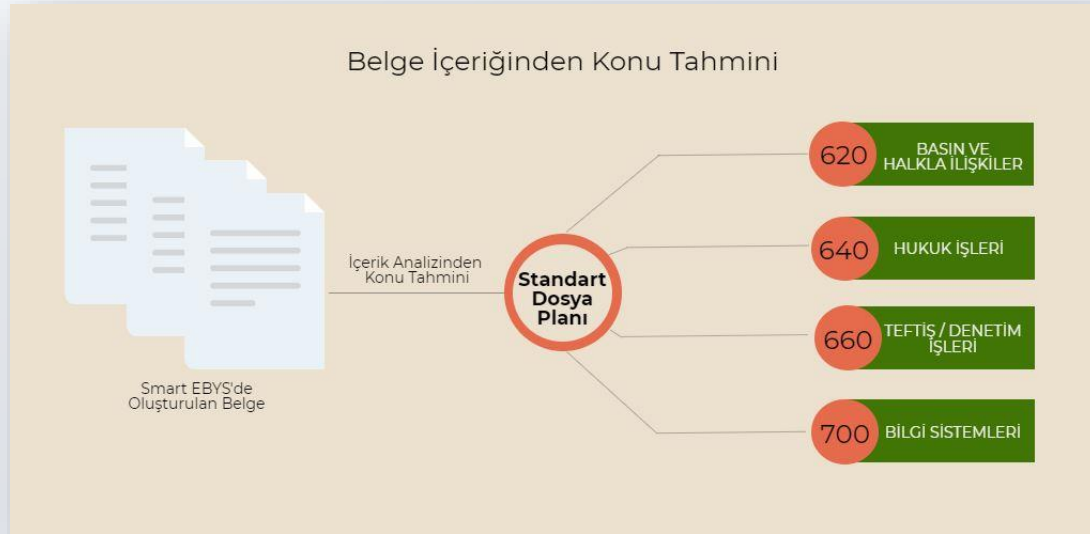 Belge İçeriğinden Konu Tahmini
620
BASIN VE
HALKLA İLİŞKİLER
İçerik Analizinden
Konu Tahmini
Standart
Dosya
Planı
640
HUKUK İŞLERİ
660
TEFTİŞ / DENETİM
İŞLERİ
Smart EBYS'de
Oluşturulan Belge
700
BİLGİ SİSTEMLERİ